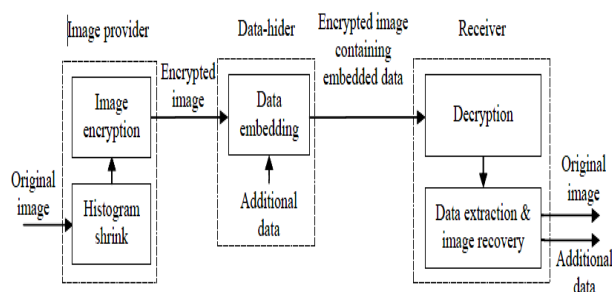 Image provider
Data-hider
Encrypted image
containing
embedded data
Receiver
Encrypted
image
Image
encryption
Data
embedding
Decryption
Original
image
Histogram
shrink
Additional
data
Data extraction &
image recovery
Original
image
Additional
data